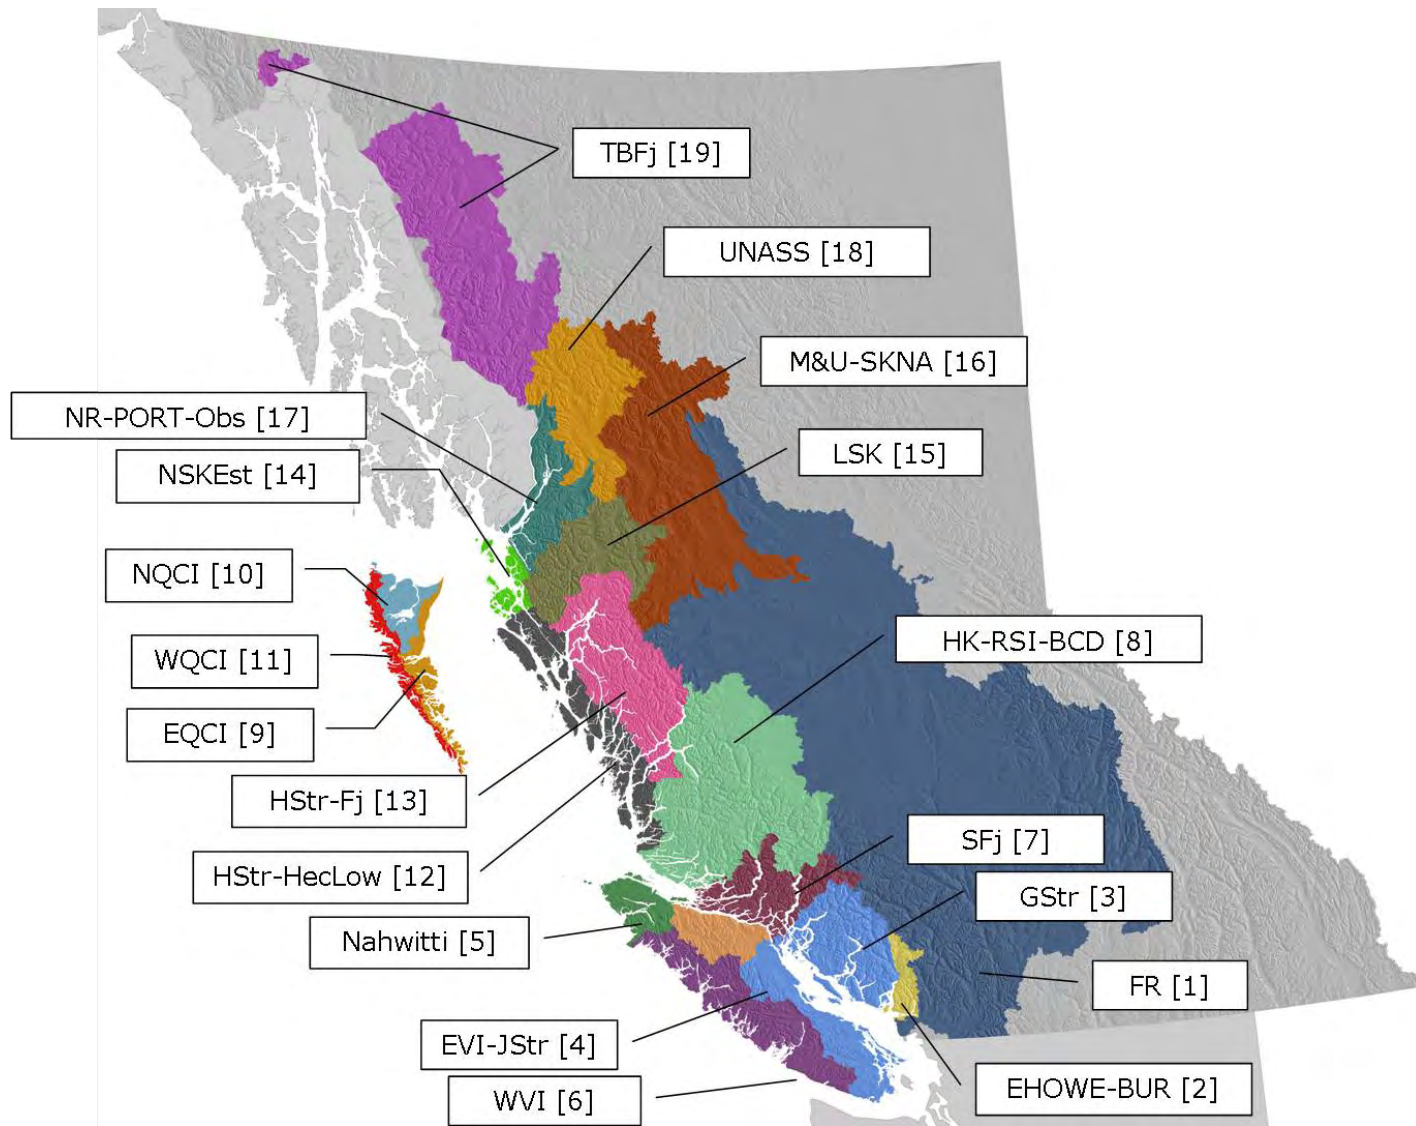 TBFj [19]
UNASS [18]
M&U-SKNA [16]
NR-PORT-Obs [17]
LSK [15]
NSKEst [14]
NQCI [10]
HK-RSI-BCD [8]
WQCI [11]
EQCI [9]
HStr-Fj [13]
SFj [7]
HStr-HecLow [12]
GStr [3]
Nahwitti [5]
FR [1]
EVI-JStr [4]
EHOWE-BUR [2]
WVI [6]